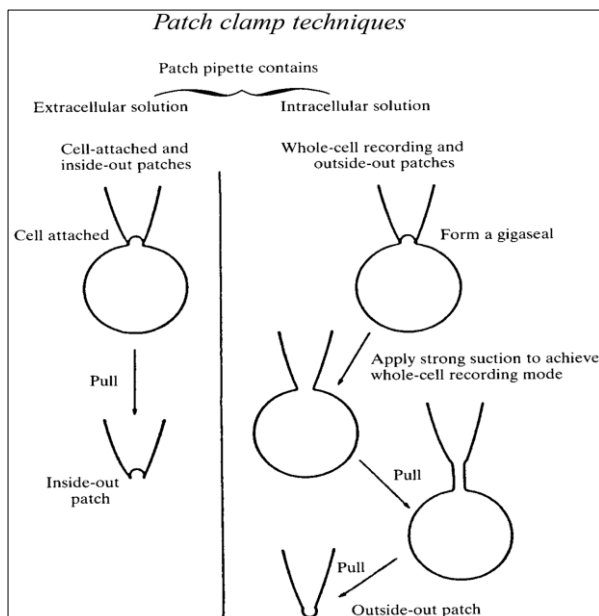 Patch clamp techniques
Patch pipette contains
Extracellular solution
Intracellular solution
Cell-attached and
inside-out patches
Whole-cell recording and
outside-out patches
Cell attached
Form a gigaseal
Pull
Apply strong suction to achieve
whole-cell recording mode
Inside-out
patch
Pull
Pull
Outside-out patch